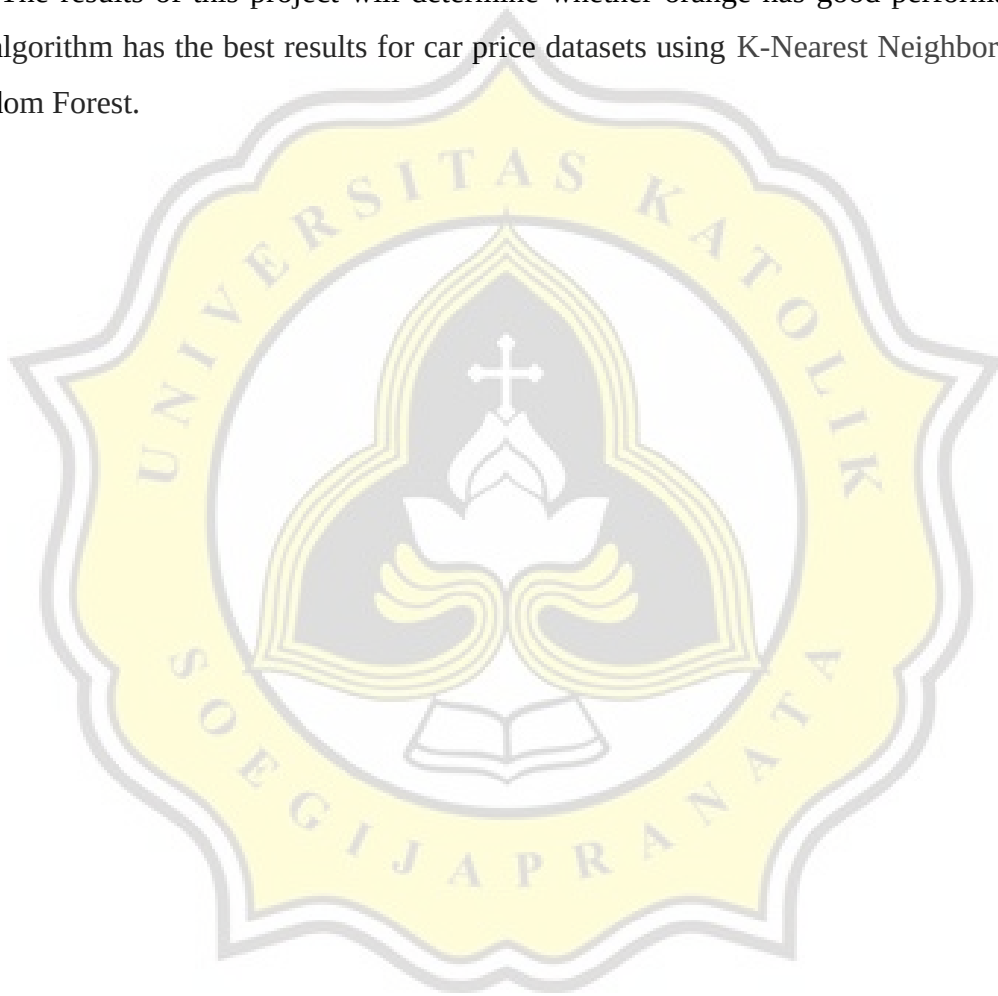 The results of this project will determine whether orange has good
algorithm has the best results for car price datasets using K-Nearest Neighbor
Forest.
UNIVERSITAS KATOLIK
SOEGIJAPRANATA